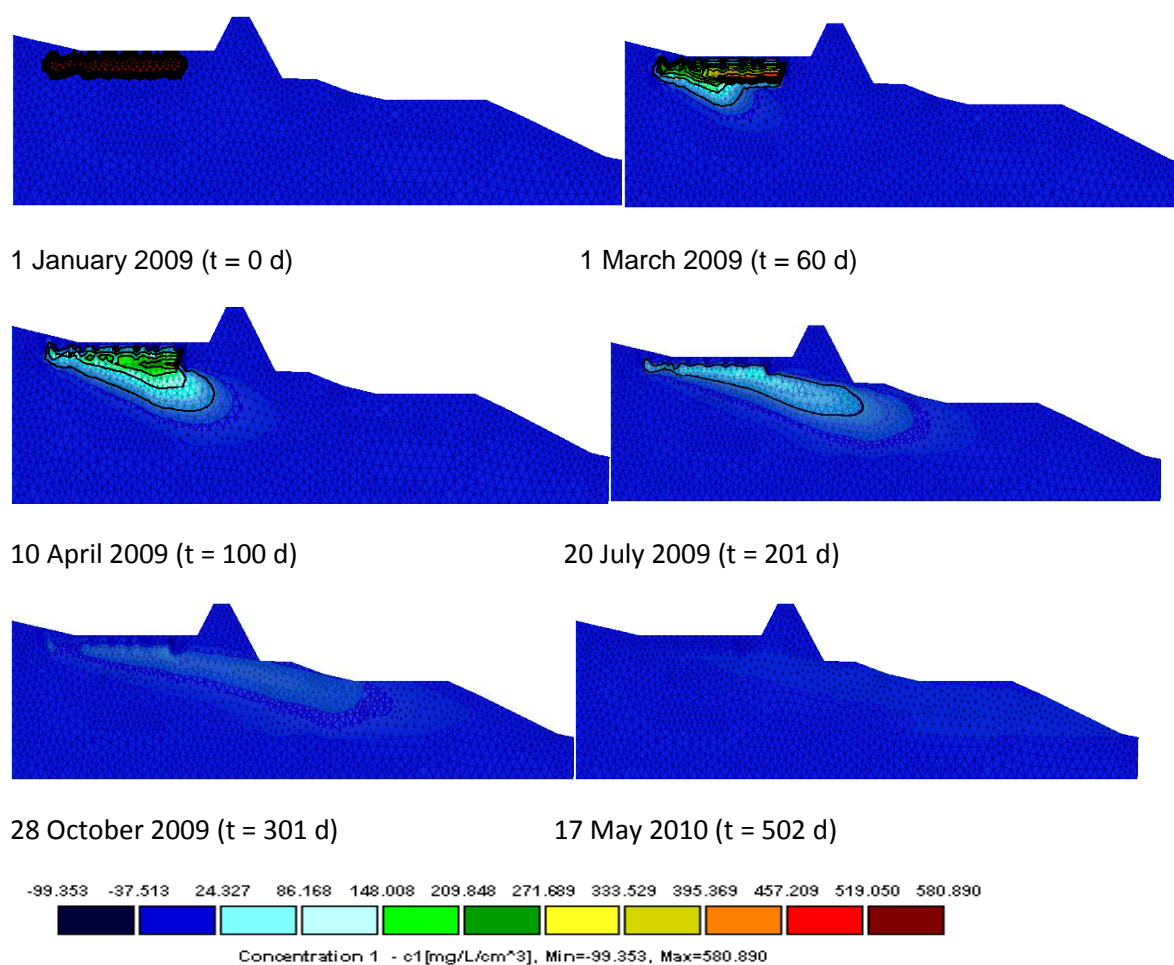 1 January 2009 (t = 0 d)
1 March 2009 (t = 60 d)
10 April 2009 (t = 100 d)
20 July 2009 (t = 201 d)
28 October 2009 (t = 301 d)
17 May 2010 (t = 502 d)
-99.353 -37.513 24.327 86.168 148.008 209.848 271.689 333.529 395.369 457.209 519.050 580.890
Concentration 1 - c1[mg/L/cm^3], Min=-99.353, Max=580.890